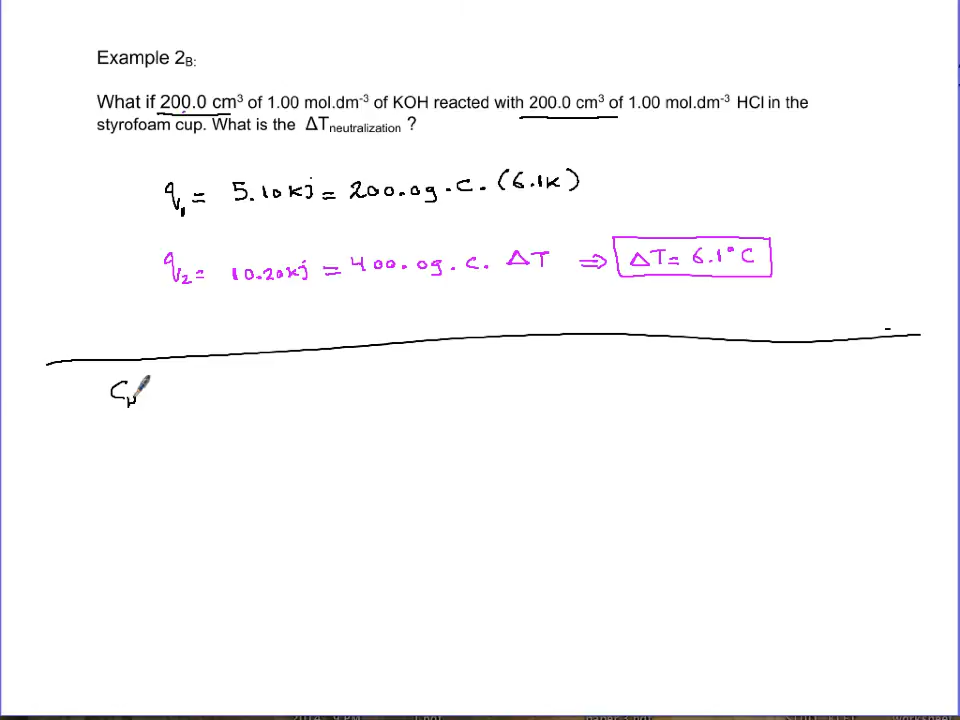 Example 2B:
What if 200.0 cm³ of 1.00 mol.dm⁻³ of KOH reacted with 200.0 cm³ of 1.00 mol.dm⁻³ HCl in the
styrofoam cup. What is the ΔTneutralization ?
q₁ = 5.10kj = 200.0g.c.(6.1K)
q₂ = 10.20kj = 400.0g.c. ΔT ⇒ ΔT= 6.1°C